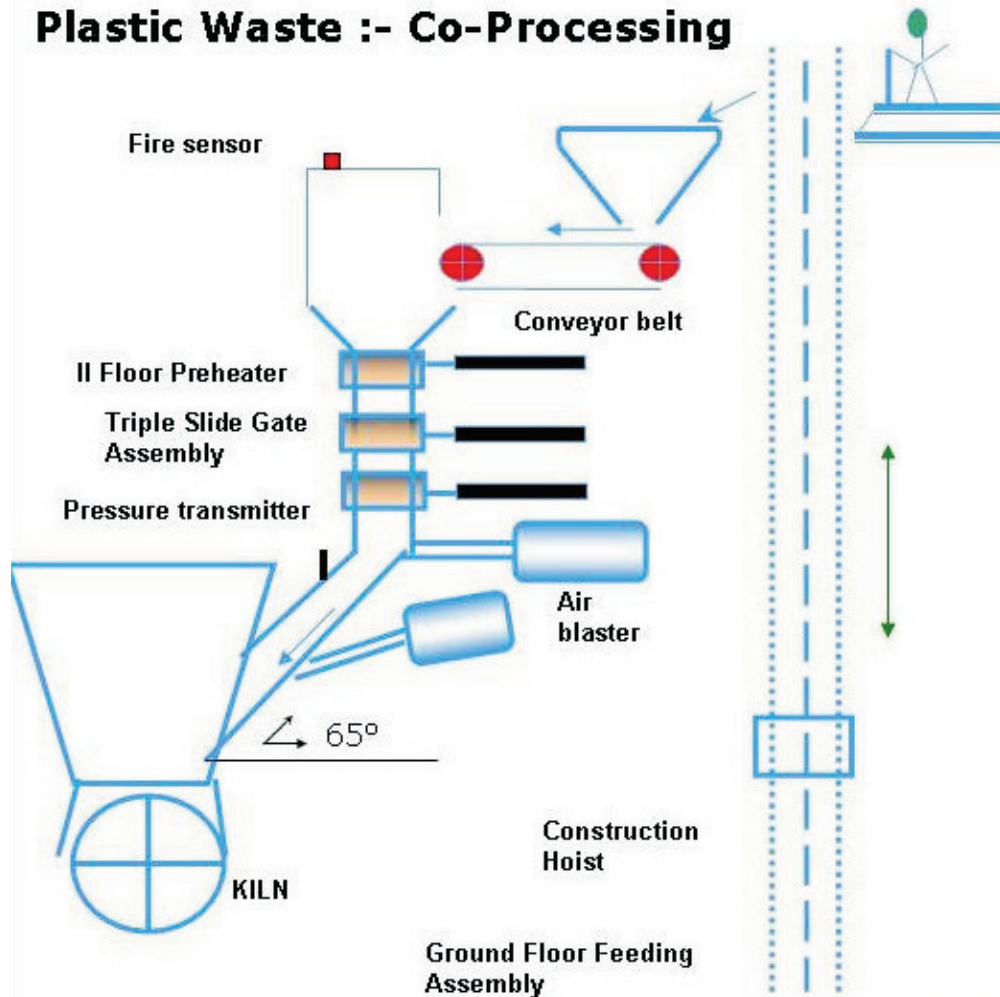 Plastic Waste :- Co-Processing
Fire sensor
Conveyor belt
II Floor Preheater
Triple Slide Gate
Assembly
Pressure transmitter
Air
blaster
65º
Construction
Hoist
KILN
Ground Floor Feeding
Assembly